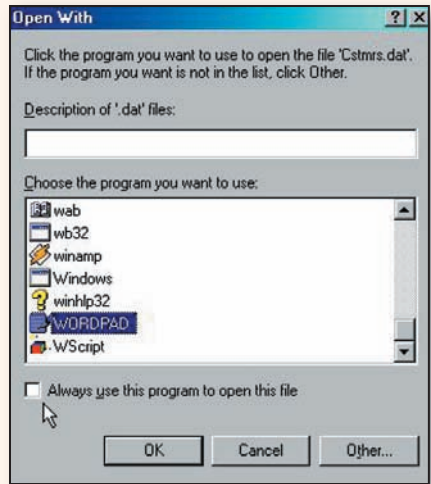 Open With
Click the program you want to use to open the file 'Cstmrs.dat'.
If the program you want is not in the list, click Other.
Description of '.dat' files:
Choose the program you want to use:
wab
wb32
winamp
Windows
winhlp32
WORDPAD
WScript
Always use this program to open this file
OK Cancel Other...